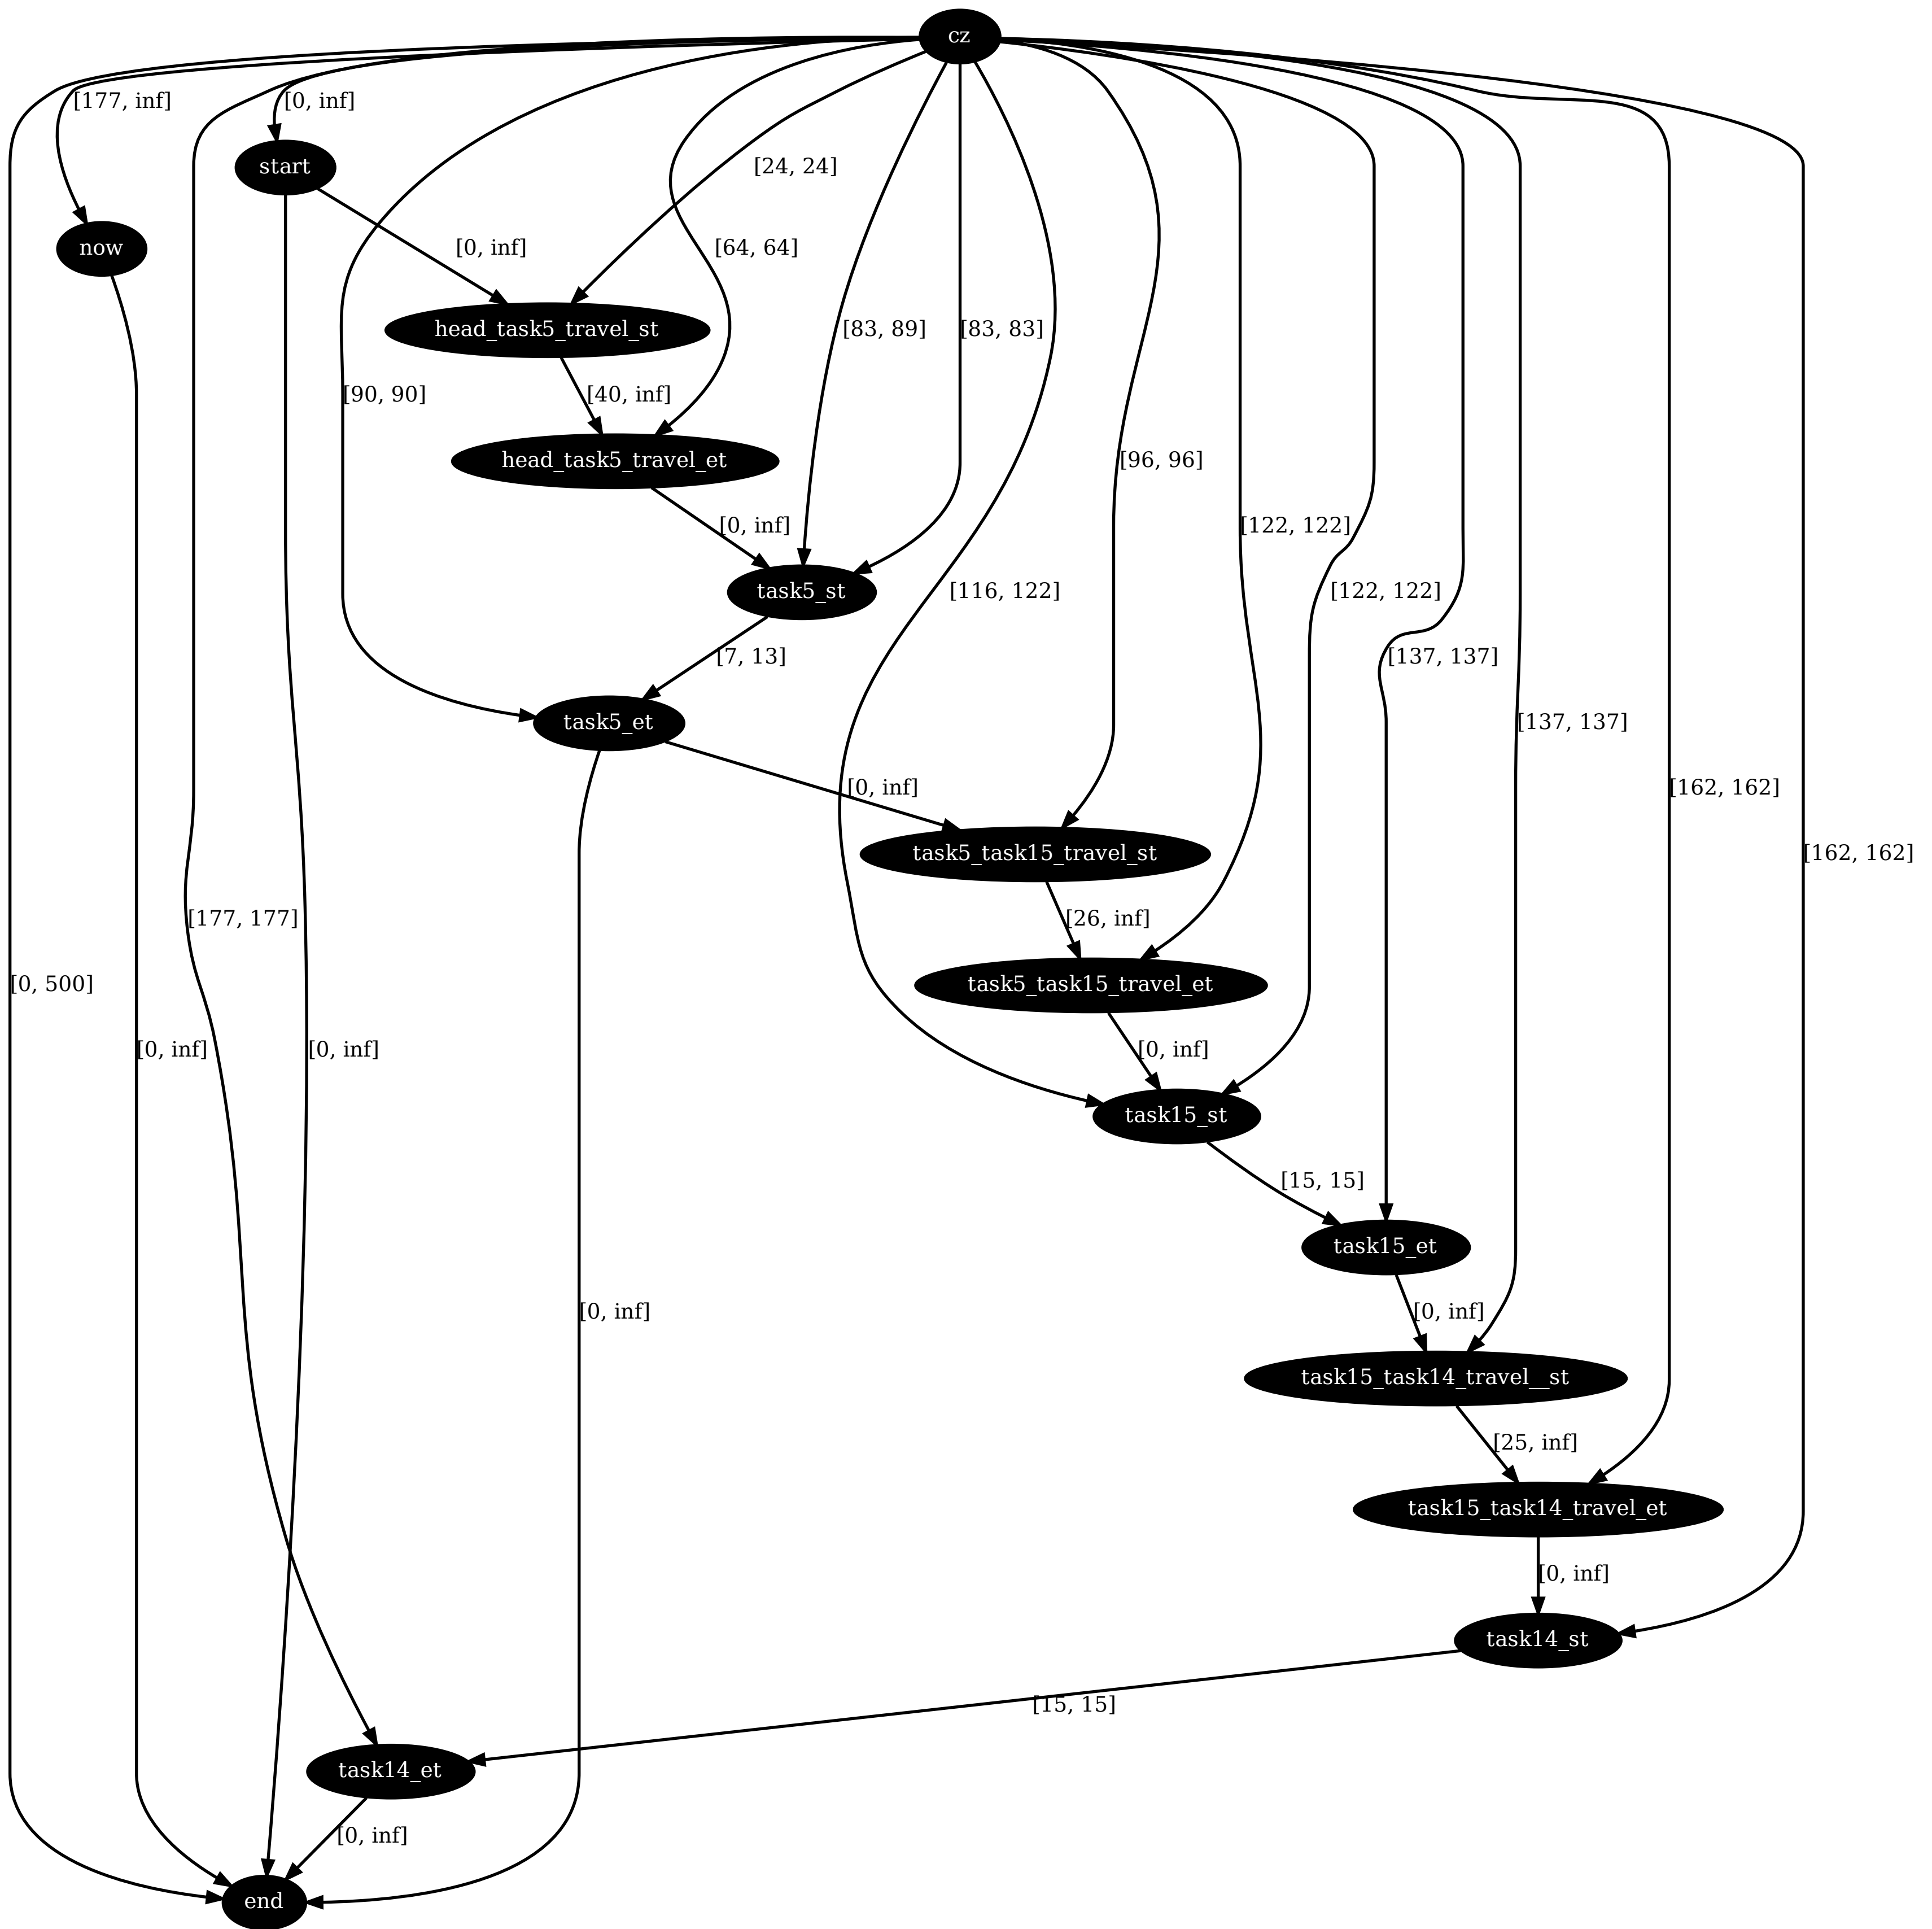 cz
[177, inf]
[0, inf]
start
[24, 24]
now
[0, inf]
[64, 64]
head_task5_travel_st
[83, 89]
[83, 83]
[90, 90]
[40, inf]
head_task5_travel_et
[96, 96]
[0, inf]
[122, 122]
task5_st
[116, 122]
[122, 122]
[7, 13]
[137, 137]
task5_et
[137, 137]
[0, inf]
[162, 162]
task5_task15_travel_st
[162, 162]
[177, 177]
[26, inf]
[0, 500]
task5_task15_travel_et
[0, inf]
[0, inf]
[0, inf]
task15_st
[15, 15]
task15_et
[0, inf]
[0, inf]
task15_task14_travel__st
[25, inf]
task15_task14_travel_et
[0, inf]
task14_st
[15, 15]
task14_et
[0, inf]
end